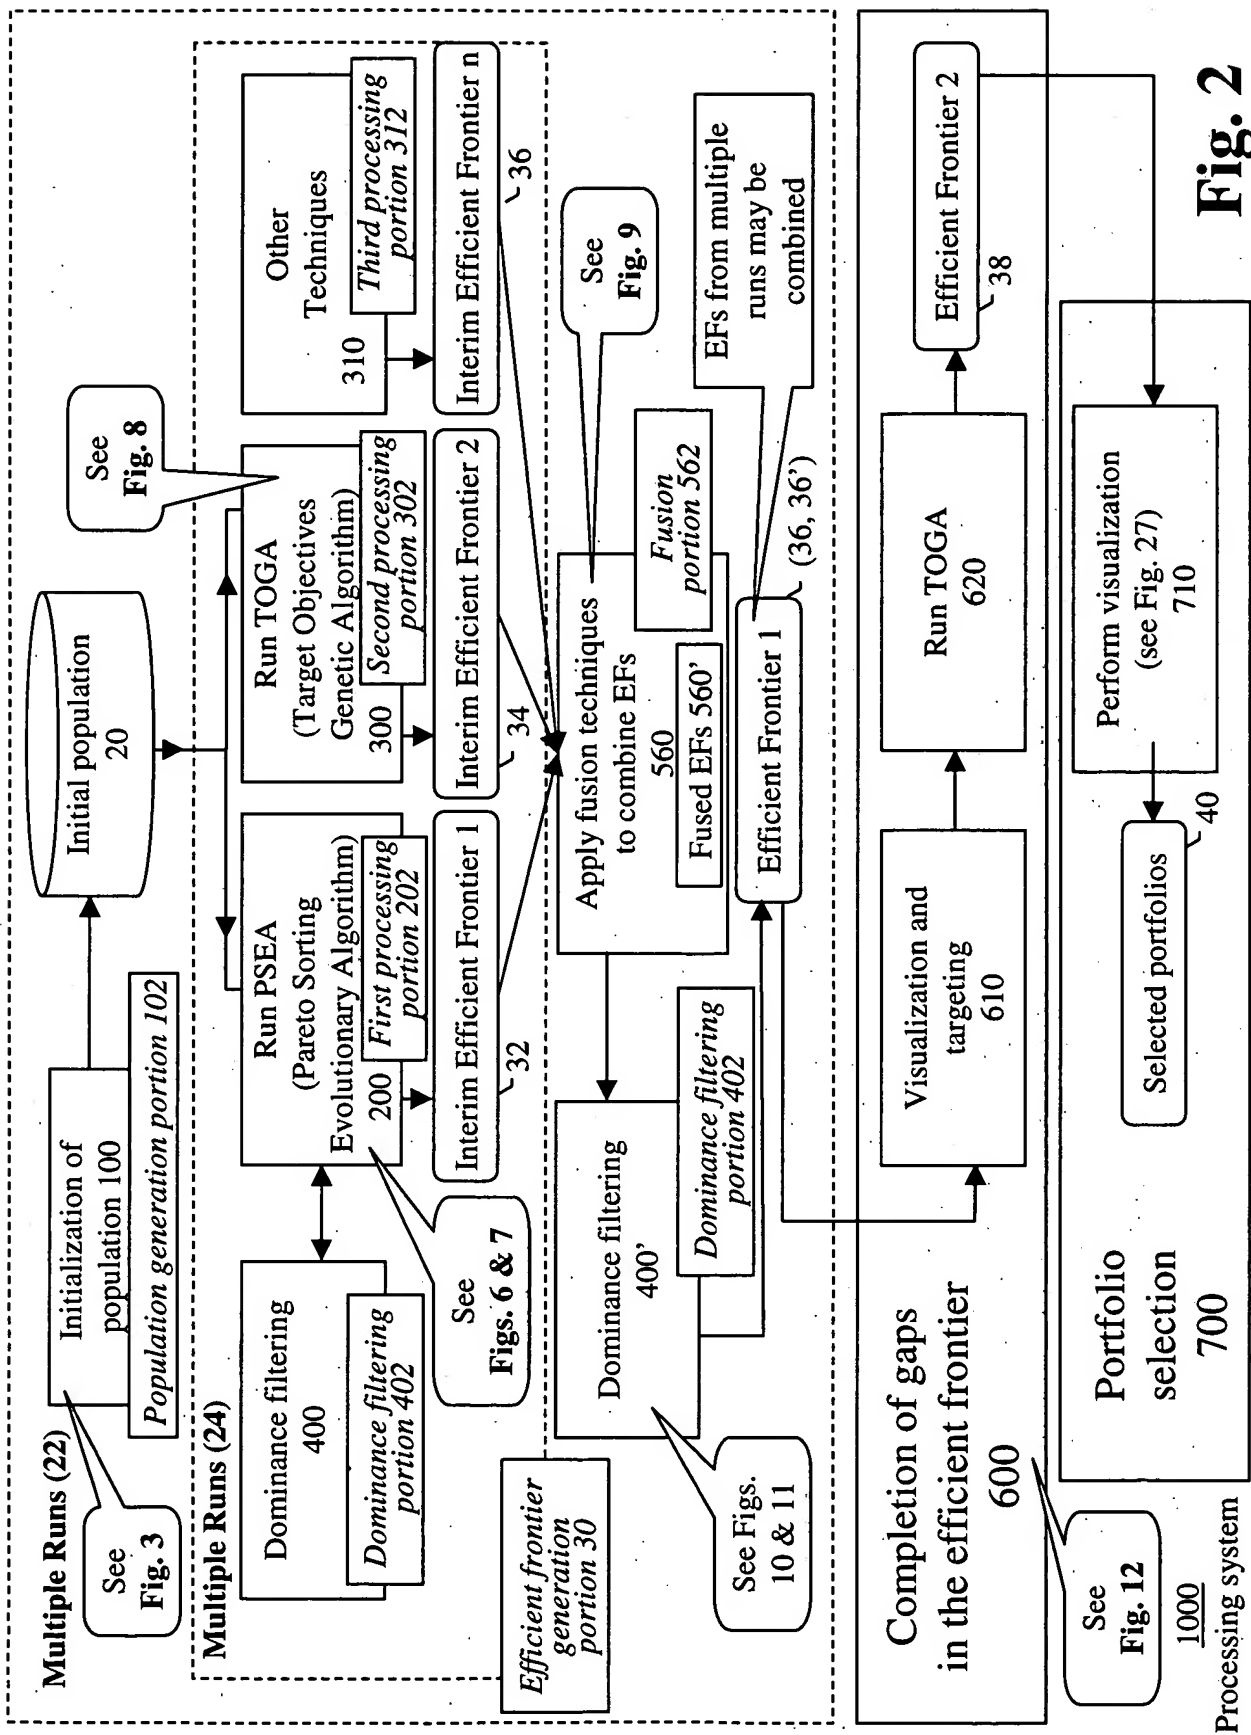 Multiple Runs (22)
See
Fig. 3
Initialization of
population 100
Population generation portion 102
Initial population
20
See
Fig. 8
Multiple Runs (24)
Dominance filtering
400
Dominance filtering
portion 402
Run PSEA
(Pareto Sorting
Evolutionary Algorithm)
200
First processing
portion 202
Run TOGA
(Target Objectives
Genetic Algorithm)
300
Second processing
portion 302
Other
Techniques
310
Third processing
portion 312
See
Figs. 6 & 7
Interim Efficient Frontier 1
32
Interim Efficient Frontier 2
34
Interim Efficient Frontier n
36
Efficient frontier
generation
portion 30
See Figs.
10 & 11
Dominance filtering
400’
Dominance filtering
portion 402
Apply fusion techniques
to combine EFs
560
Fused EFs 560’
Fusion
portion 562
See
Fig. 9
Efficient Frontier 1
(36, 36’)
EFs from multiple
runs may be
combined
Completion of gaps
in the efficient frontier
600
Visualization and
targeting
610
Run TOGA
620
Efficient Frontier 2
38
See
Fig. 12
Portfolio
selection
700
Selected portfolios
40
Perform visualization
(see Fig. 27)
710
1000
Processing system
Fig. 2